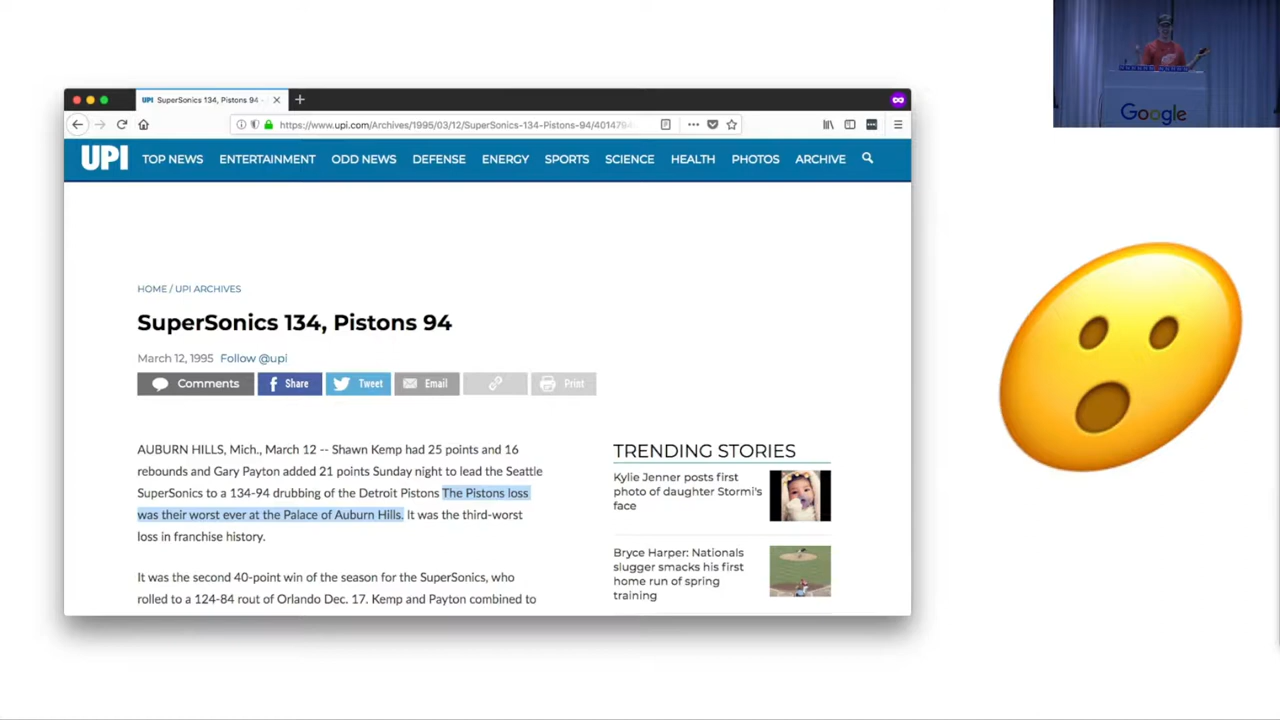 Google
UPI SuperSonics 134, Pistons 94 -
https://www.upi.com/Archives/1995/03/12/SuperSonics-134-Pistons-94/401479
UPI TOP NEWS ENTERTAINMENT ODD NEWS DEFENSE ENERGY SPORTS SCIENCE HEALTH PHOTOS ARCHIVE
HOME / UPI ARCHIVES
SuperSonics 134, Pistons 94
March 12, 1995 Follow @upi
Comments Share Tweet Email Print
AUBURN HILLS, Mich., March 12 -- Shawn Kemp had 25 points and 16
rebounds and Gary Payton added 21 points Sunday night to lead the Seattle
SuperSonics to a 134-94 drubbing of the Detroit Pistons The Pistons loss
was their worst ever at the Palace of Auburn Hills. It was the third-worst
loss in franchise history.
It was the second 40-point win of the season for the SuperSonics, who
rolled to a 124-84 rout of Orlando Dec. 17. Kemp and Payton combined to
TRENDING STORIES
Kylie Jenner posts first
photo of daughter Stormi's
face
Bryce Harper: Nationals
slugger smacks his first
home run of spring
training